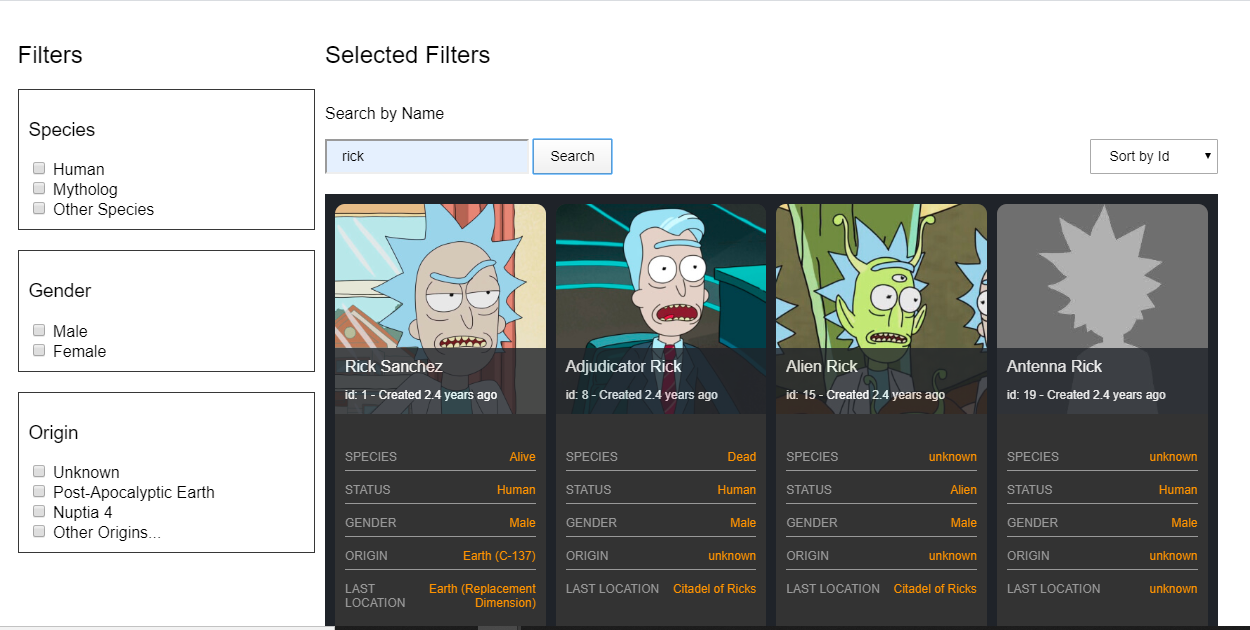 Filters
Species
Human
Mytholog
Other Species
Gender
Male
Female
Origin
Unknown
Post-Apocalyptic Earth
Nuptia 4
Other Origins...
Selected Filters
Search by Name
rick
Search
Sort by Id
Rick Sanchez
id: 1 - Created 2.4 years ago
SPECIES Alive
STATUS Human
GENDER Male
ORIGIN Earth (C-137)
LAST LOCATION Earth (Replacement
Dimension)
Adjudicator Rick
id: 8 - Created 2.4 years ago
SPECIES Dead
STATUS Human
GENDER Male
ORIGIN unknown
LAST LOCATION Citadel of Ricks
Alien Rick
id: 15 - Created 2.4 years ago
SPECIES unknown
STATUS Alien
GENDER Male
ORIGIN unknown
LAST LOCATION Citadel of Ricks
Antenna Rick
id: 19 - Created 2.4 years ago
SPECIES unknown
STATUS Human
GENDER Male
ORIGIN unknown
LAST LOCATION unknown